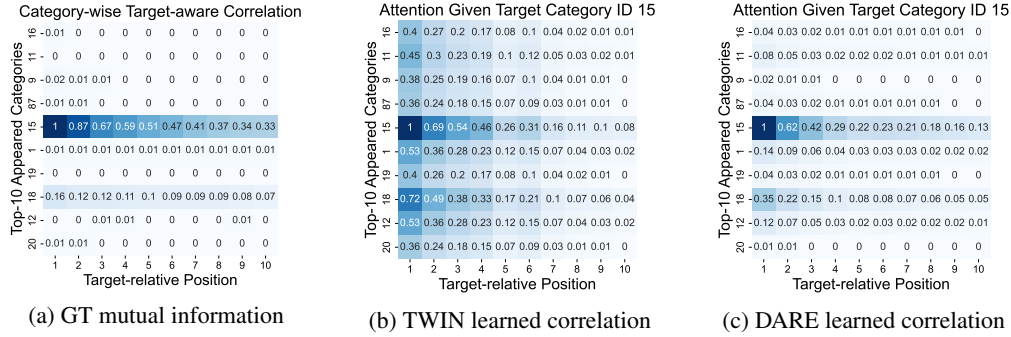 Category-wise Target-aware Correlation
Top-10 Appeared Categories
16 0.01 0 0 0 0 0 0 0 0 0
11 0 0 0 0 0 0 0 0 0 0
9 0.02 0.01 0.01 0 0 0 0 0 0 0
87 0.01 0.01 0 0 0 0 0 0 0 0
15 1 0.87 0.67 0.59 0.51 0.47 0.41 0.37 0.34 0.33
1 0.01 0.01 0.01 0.01 0.01 0.01 0.01 0.01 0.01 0.01
19 0 0 0 0 0 0 0 0 0 0
18 0.16 0.12 0.12 0.11 0.1 0.09 0.09 0.09 0.08 0.07
12 0 0 0.01 0.01 0 0 0 0 0.01 0
20 0.01 0.01 0 0 0 0 0 0 0 0
1 2 3 4 5 6 7 8 9 10
Target-relative Position
(a) GT mutual information
Attention Given Target Category ID 15
Top-10 Appeared Categories
16 0.4 0.27 0.2 0.17 0.08 0.1 0.04 0.02 0.01 0.01
11 0.45 0.3 0.23 0.19 0.1 0.12 0.05 0.03 0.02 0.01
9 0.38 0.25 0.19 0.16 0.07 0.1 0.04 0.01 0.01 0
87 0.36 0.24 0.18 0.15 0.07 0.09 0.03 0.01 0.01 0
15 1 0.69 0.54 0.46 0.26 0.31 0.16 0.11 0.1 0.08
1 0.53 0.36 0.28 0.23 0.12 0.15 0.07 0.04 0.03 0.02
19 0.4 0.26 0.2 0.16 0.08 0.1 0.04 0.02 0.01 0
18 0.72 0.49 0.38 0.33 0.17 0.21 0.1 0.07 0.06 0.04
12 0.53 0.36 0.28 0.23 0.12 0.15 0.07 0.04 0.03 0.02
20 0.36 0.24 0.18 0.15 0.07 0.09 0.03 0.01 0.01 0
1 2 3 4 5 6 7 8 9 10
Target-relative Position
(b) TWIN learned correlation
Attention Given Target Category ID 15
Top-10 Appeared Categories
16 0.04 0.03 0.02 0.01 0.01 0.01 0.01 0.01 0.01 0.01
11 0.08 0.05 0.03 0.02 0.02 0.02 0.02 0.01 0.01 0.01
9 0.02 0.01 0.01 0 0 0 0 0 0 0
87 0.04 0.03 0.02 0.01 0.01 0.01 0.01 0.01 0 0
15 1 0.62 0.42 0.29 0.22 0.23 0.21 0.18 0.16 0.13
1 0.14 0.09 0.06 0.04 0.03 0.03 0.03 0.02 0.02 0.02
19 0.04 0.03 0.02 0.01 0.01 0.01 0.01 0.01 0.01 0
18 0.35 0.22 0.15 0.1 0.08 0.08 0.07 0.06 0.05 0.05
12 0.12 0.07 0.05 0.03 0.02 0.02 0.02 0.02 0.02 0.01
20 0.01 0.01 0 0 0 0 0 0 0 0
1 2 3 4 5 6 7 8 9 10
Target-relative Position
(c) DARE learned correlation